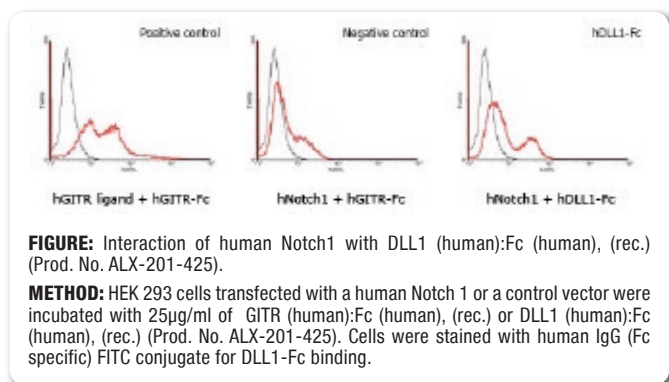 Positive control
Negative control
hDLL1-Fc
hGITR ligand + hGITR-Fc
hNotch1 + hGITR-Fc
hNotch1 + hDLL1-Fc
FIGURE: Interaction of human Notch1 with DLL1 (human):Fc (human), (rec.)
(Prod. No. ALX-201-425).
METHOD: HEK 293 cells transfected with a human Notch 1 or a control vector were
incubated with 25µg/ml of GITR (human):Fc (human), (rec.) or DLL1 (human):Fc
(human), (rec.) (Prod. No. ALX-201-425). Cells were stained with human IgG (Fc
specific) FITC conjugate for DLL1-Fc binding.